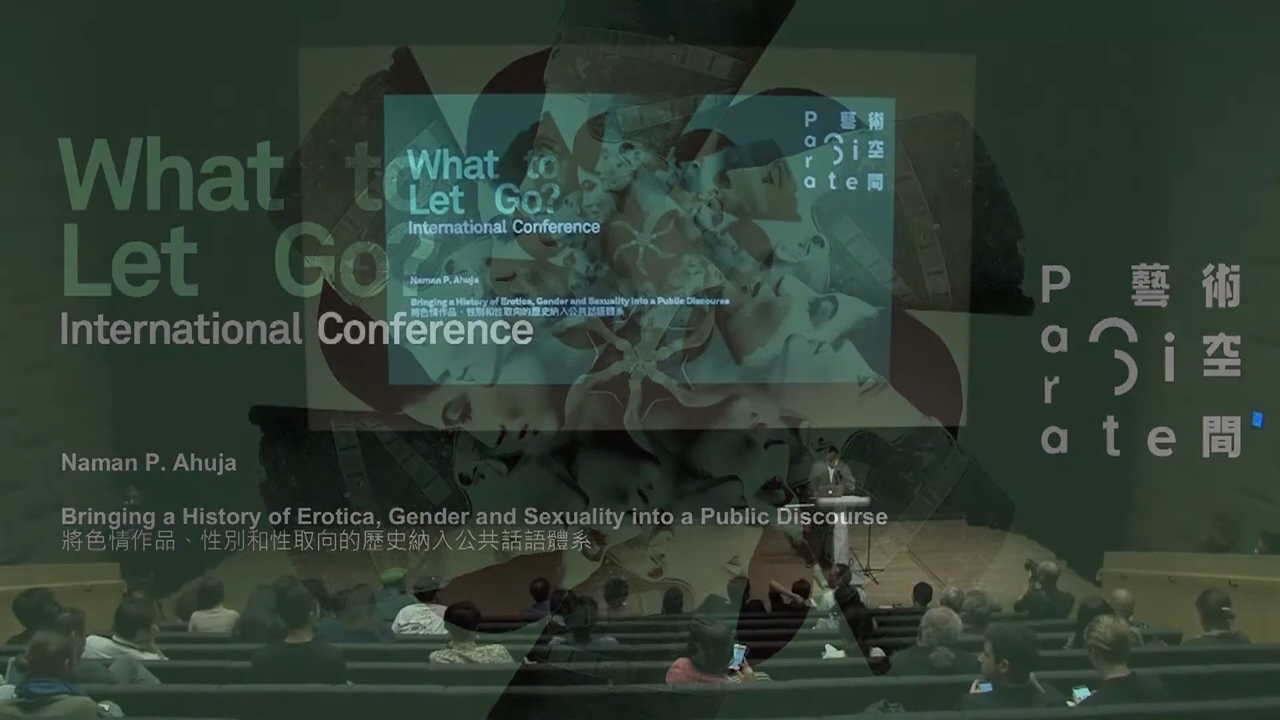 What to
Let Go?
International Conference
Naman P. Ahuja
Bringing a History of Erotica, Gender and Sexuality into a Public Discourse
將色情作品、性別和性取向的歷史納入公共話語體系
P 藝 術
a S i 空
r
a t e 間
What to
Let Go?
International Conference
Naman P. Ahuja
Bringing a History of Erotica, Gender and Sexuality into a Public Discourse
將色情作品、性別和性取向的歷史納入公共話語體系
P 藝 術
a S i 空
r
a t e 間